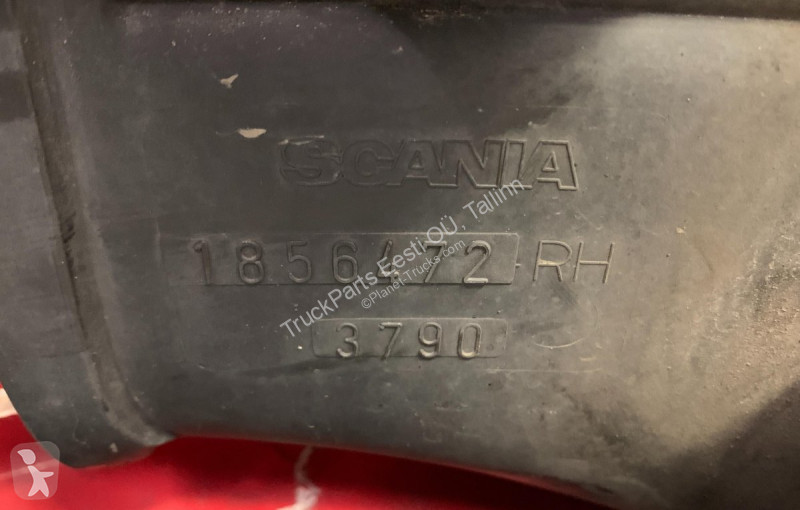 SCANIA
1856472 RH
3790
TruckParts Eesti OÜ, Tallinn
©Planet-Trucks.com